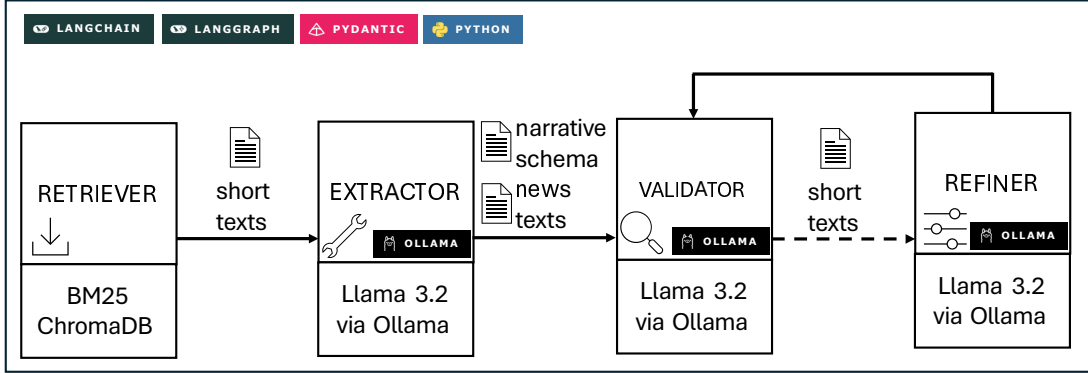 LANGCHAIN
LANGGRAPH
PYDANTIC
PYTHON
RETRIEVER
BM25
ChromaDB
short
texts
EXTRACTOR
OLLAMA
Llama 3.2
via Ollama
narrative
schema
news
texts
VALIDATOR
OLLAMA
Llama 3.2
via Ollama
short
texts
REFINER
OLLAMA
Llama 3.2
via Ollama